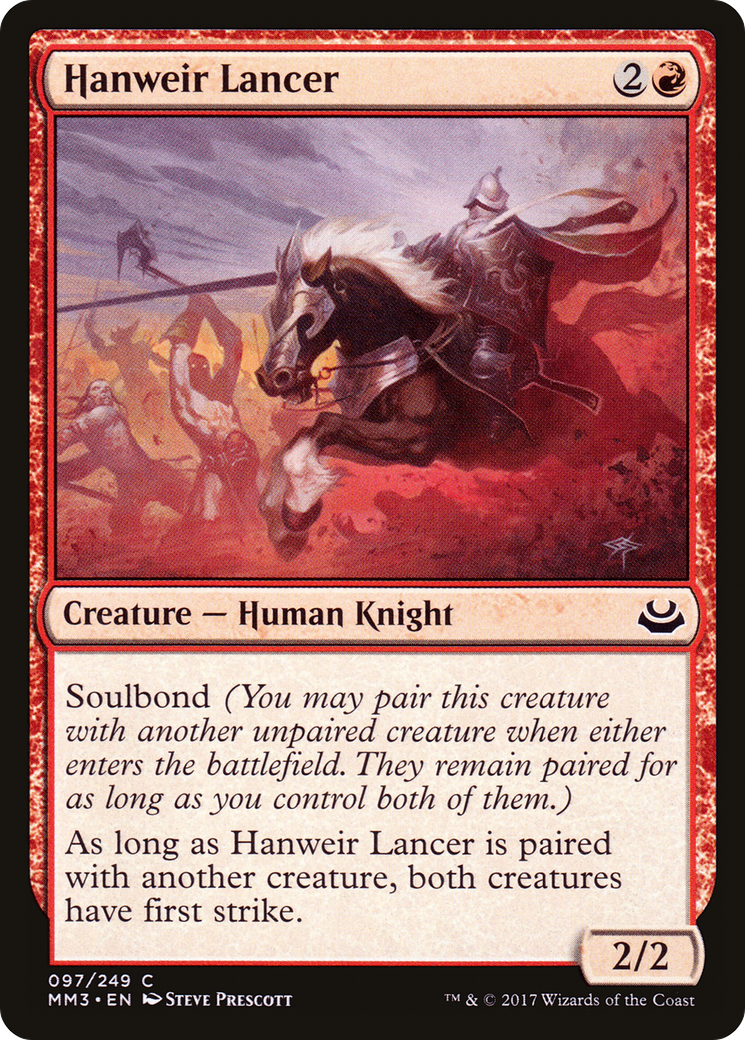 Hanweir Lancer 2
Creature — Human Knight
Soulbond (You may pair this creature
with another unpaired creature when either
enters the battlefield. They remain paired for
as long as you control both of them.)
As long as Hanweir Lancer is paired
with another creature, both creatures
have first strike.
2/2
097/249 C
MM3 • EN Steve Prescott
™ & © 2017 Wizards of the Coast